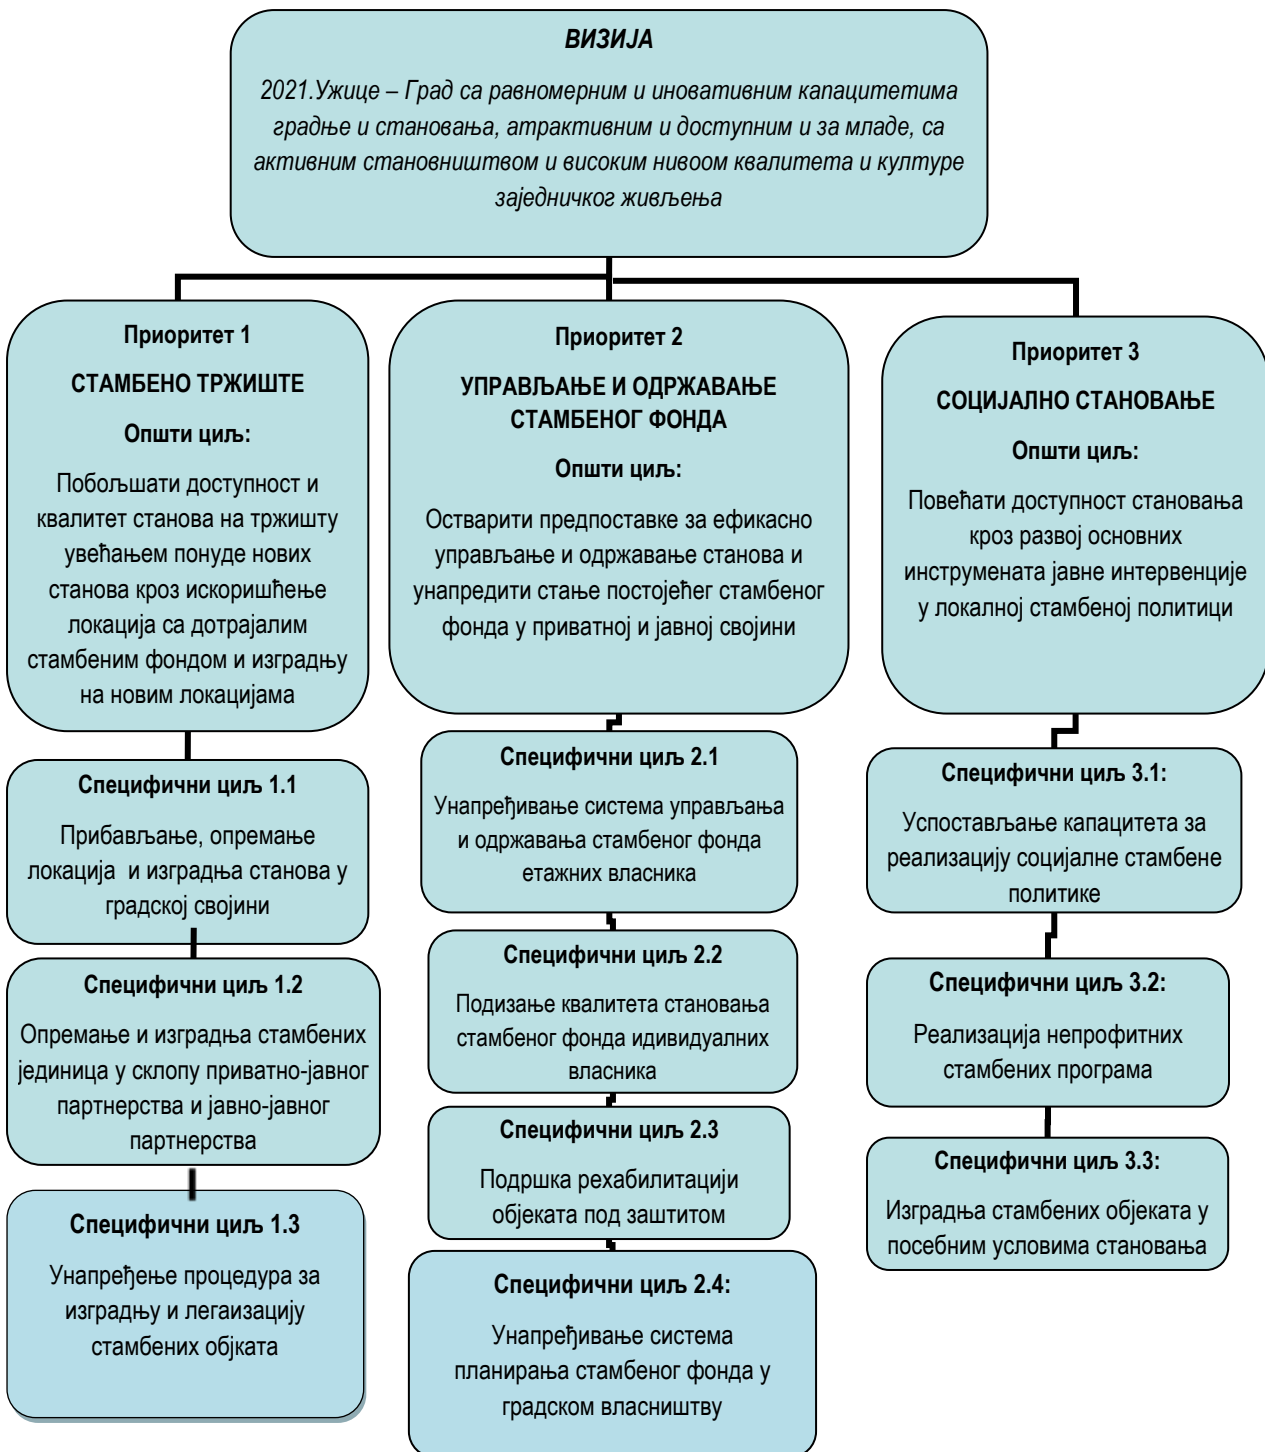 ВИЗИЈА
2021.Ужице – Град са равномерним и иновативним капацитетима
градње и становања, атрактивним и доступним и за младе, са
активним становништвом и високим нивоом квалитета и културе
заједничког живљења
Приоритет 1
СТАМБЕНО ТРЖИШТЕ
Општи циљ:
Побољшати доступност и
квалитет станова на тржишту
увећањем понуде нових
станова кроз искоришћење
локација са дотрајалим
стамбеним фондом и изградњу
на новим локацијама
Специфични циљ 1.1
Прибављање, опремање
локација и изградња станова у
градској својини
Специфични циљ 1.2
Опремање и изградња стамбених
јединица у склопу приватно-јавног
партнерства и јавно-јавног
партнерства
Специфични циљ 1.3
Унапређење процедура за
изградњу и легаизацију
стамбених објката
Приоритет 2
УПРАВЉАЊЕ И ОДРЖАВАЊЕ
СТАМБЕНОГ ФОНДА
Општи циљ:
Остварити предпоставке за ефикасно
управљање и одржавање станова и
унапредити стање постојећег стамбеног
фонда у приватној и јавној својини
Специфични циљ 2.1
Унапређивање система управљања
и одржавања стамбеног фонда
етажних власника
Специфични циљ 2.2
Подизање квалитета становања
стамбеног фонда идивидуалних
власника
Специфични циљ 2.3
Подршка рехабилитацији
објеката под заштитом
Специфични циљ 2.4:
Унапређивање система
планирања стамбеног фонда у
градском власништву
Приоритет 3
СОЦИЈАЛНО СТАНОВАЊЕ
Општи циљ:
Повећати доступност становања
кроз развој основних
инструмената јавне интервенције
у локалној стамбеној политици
Специфични циљ 3.1:
Успостављање капацитета за
реализацију социјалне стамбене
политике
Специфични циљ 3.2:
Реализација непрофитних
стамбених програма
Специфични циљ 3.3:
Изградња стамбених објеката у
посебним условима становања